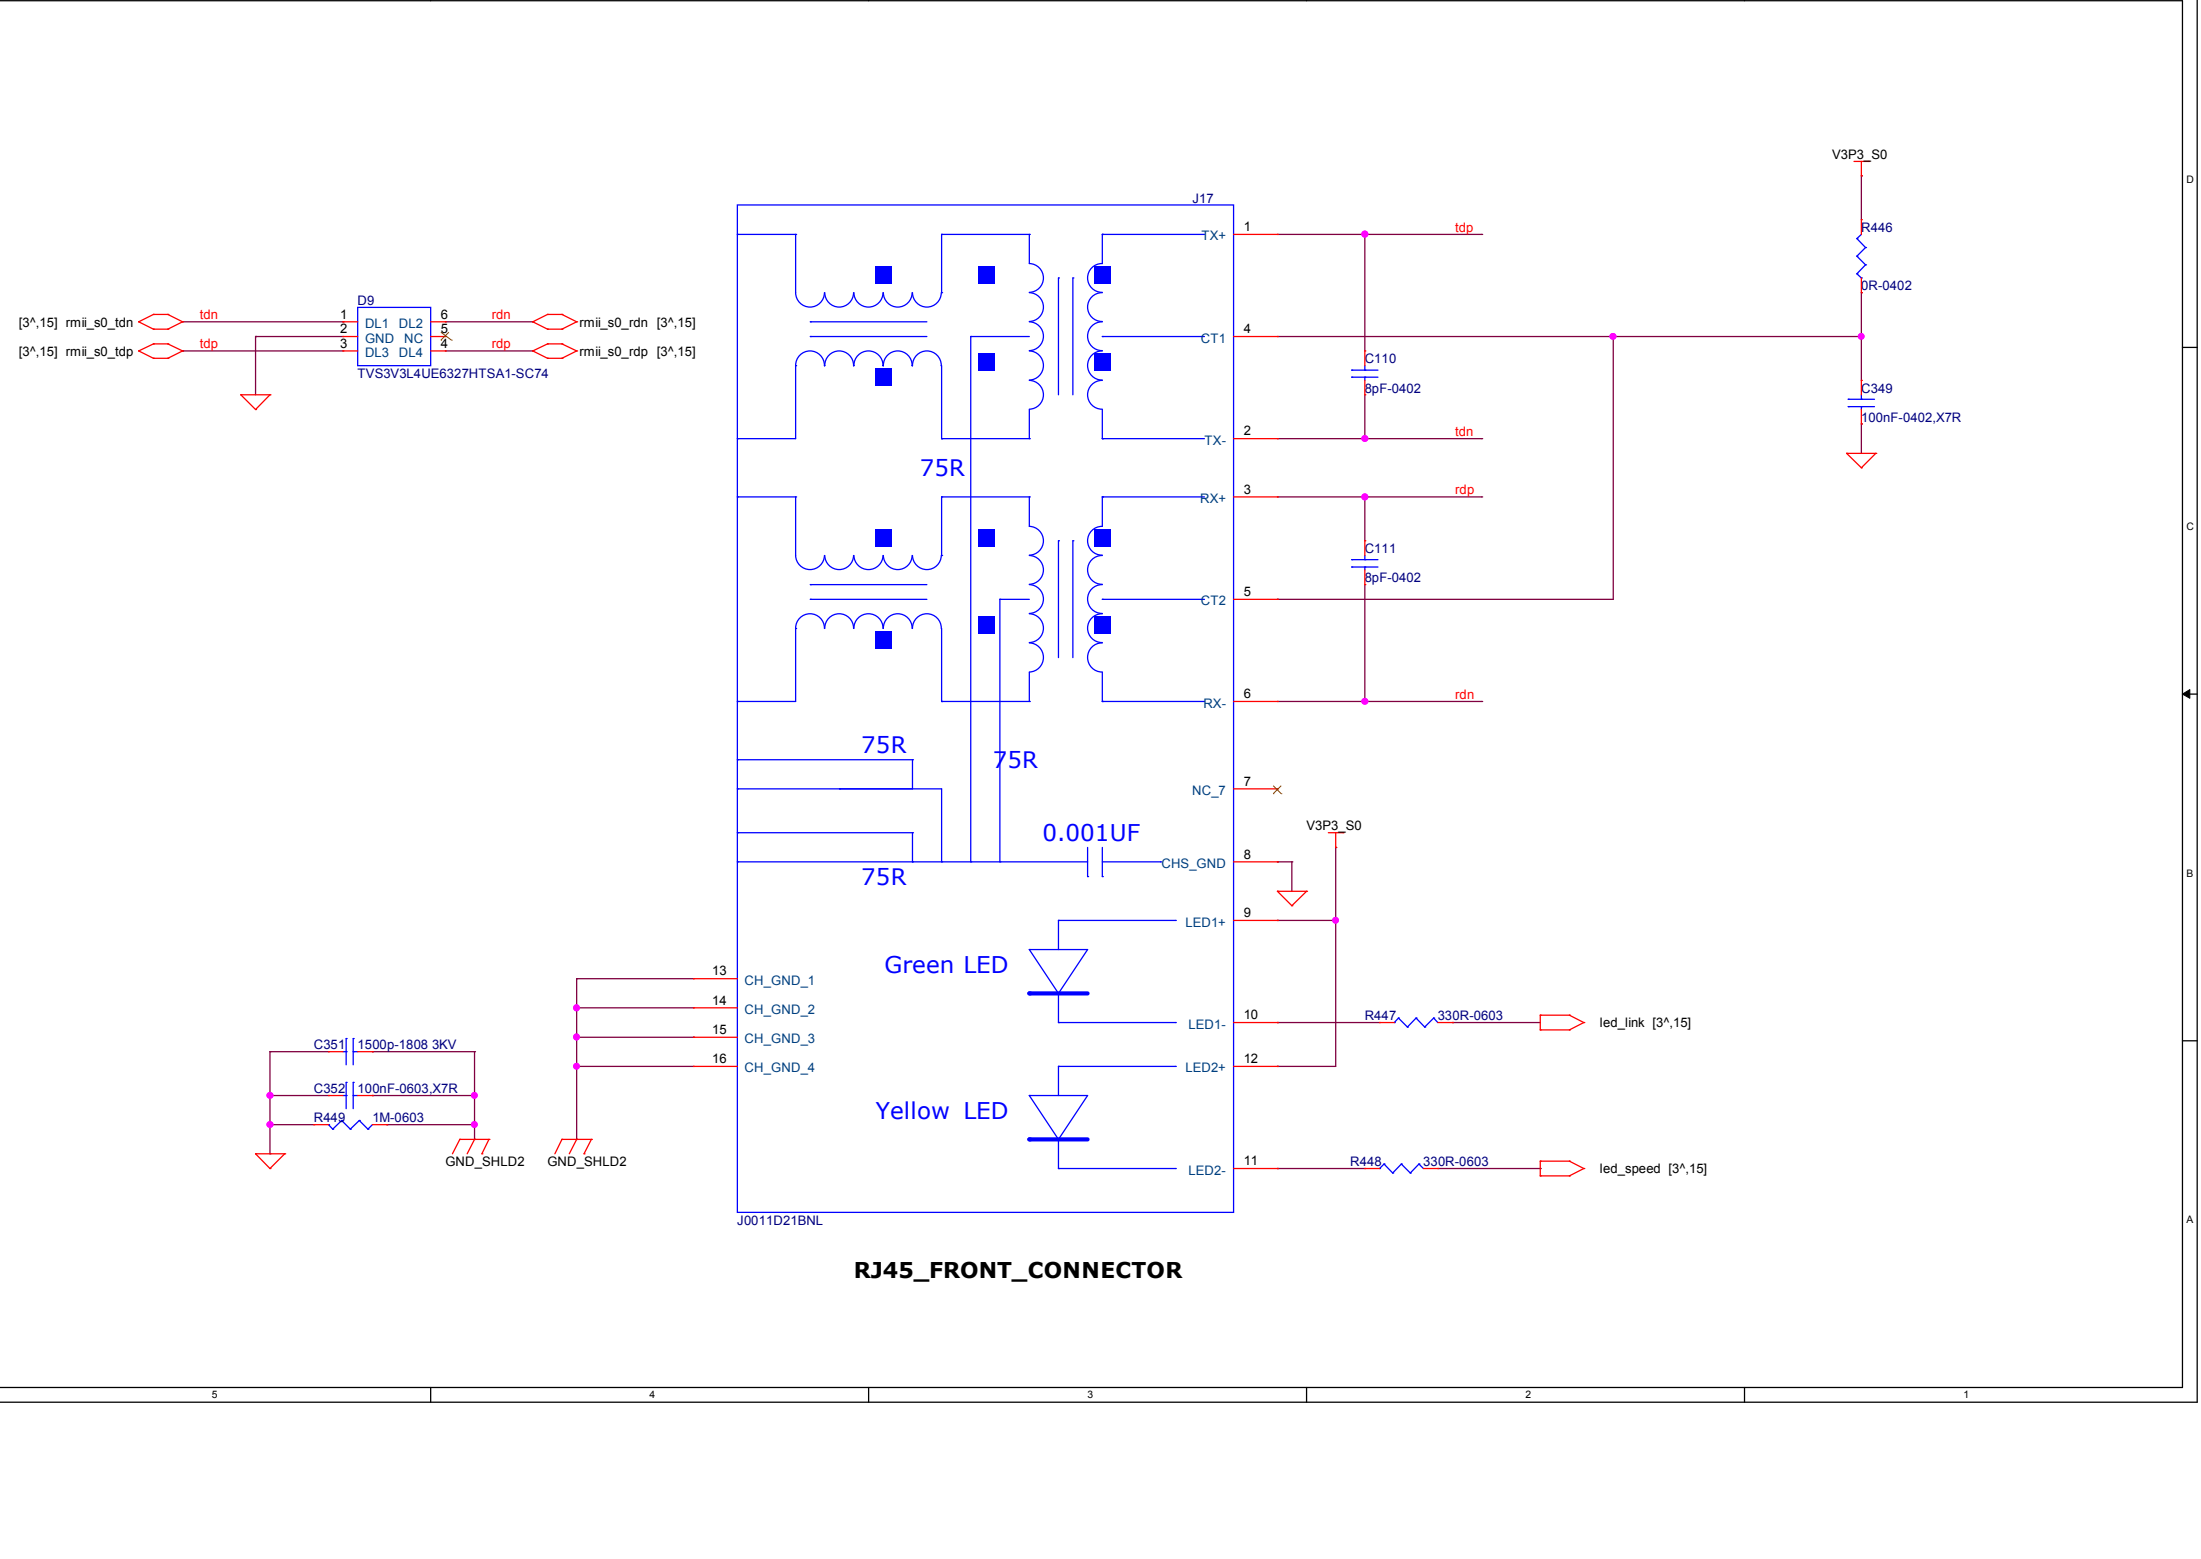 V3P3_S0
D
J17
TX+ 1 tdp
R446
0R-0402
D9
[3^,15] rmii_s0_tdn tdn 1 DL1 DL2 6 rdn rmii_s0_rdn [3^,15]
2 GND NC 5
[3^,15] rmii_s0_tdp tdp 3 DL3 DL4 4 rdp rmii_s0_rdp [3^,15]
TVS3V3L4UE6327HTSA1-SC74
CT1 4
C110
8pF-0402
C349
100nF-0402,X7R
TX- 2 tdn
75R
RX+ 3 rdp
C
C111
8pF-0402
CT2 5
RX- 6 rdn
75R
75R
NC_7 7
V3P3_S0
0.001UF
CHS_GND 8
75R
B
LED1+ 9
Green LED
13 CH_GND_1
14 CH_GND_2
15 CH_GND_3
16 CH_GND_4
LED1- 10 R447 330R-0603 led_link [3^,15]
C351 1500p-1808 3KV
C352 100nF-0603,X7R
R449 1M-0603
GND_SHLD2
GND_SHLD2
LED2+ 12
Yellow LED
LED2- 11 R448 330R-0603 led_speed [3^,15]
J0011D21BNL
A
RJ45_FRONT_CONNECTOR
5 4 3 2 1